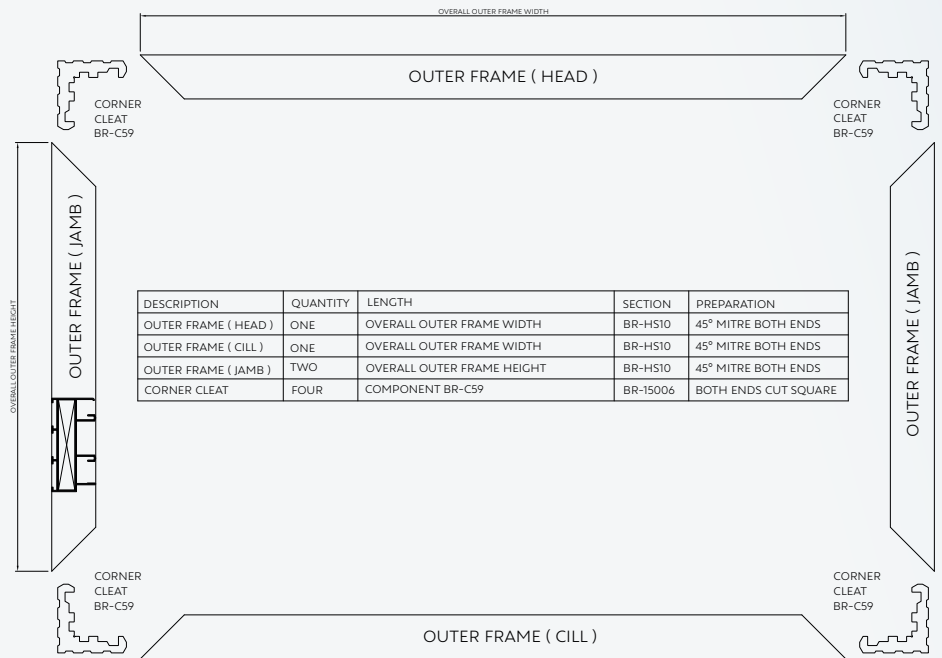 OVERALL OUTER FRAME WIDTH
OUTER FRAME ( HEAD )
CORNER
CLEAT
BR-C59
CORNER
CLEAT
BR-C59
OVERALL OUTER FRAME HEIGHT
OUTER FRAME ( JAMB )
DESCRIPTION QUANTITY LENGTH SECTION PREPARATION
OUTER FRAME ( HEAD ) ONE OVERALL OUTER FRAME WIDTH BR-HS10 45° MITRE BOTH ENDS
OUTER FRAME ( CILL ) ONE OVERALL OUTER FRAME WIDTH BR-HS10 45° MITRE BOTH ENDS
OUTER FRAME ( JAMB ) TWO OVERALL OUTER FRAME HEIGHT BR-HS10 45° MITRE BOTH ENDS
CORNER CLEAT FOUR COMPONENT BR-C59 BR-15006 BOTH ENDS CUT SQUARE
OUTER FRAME ( JAMB )
CORNER
CLEAT
BR-C59
CORNER
CLEAT
BR-C59
OUTER FRAME ( CILL )